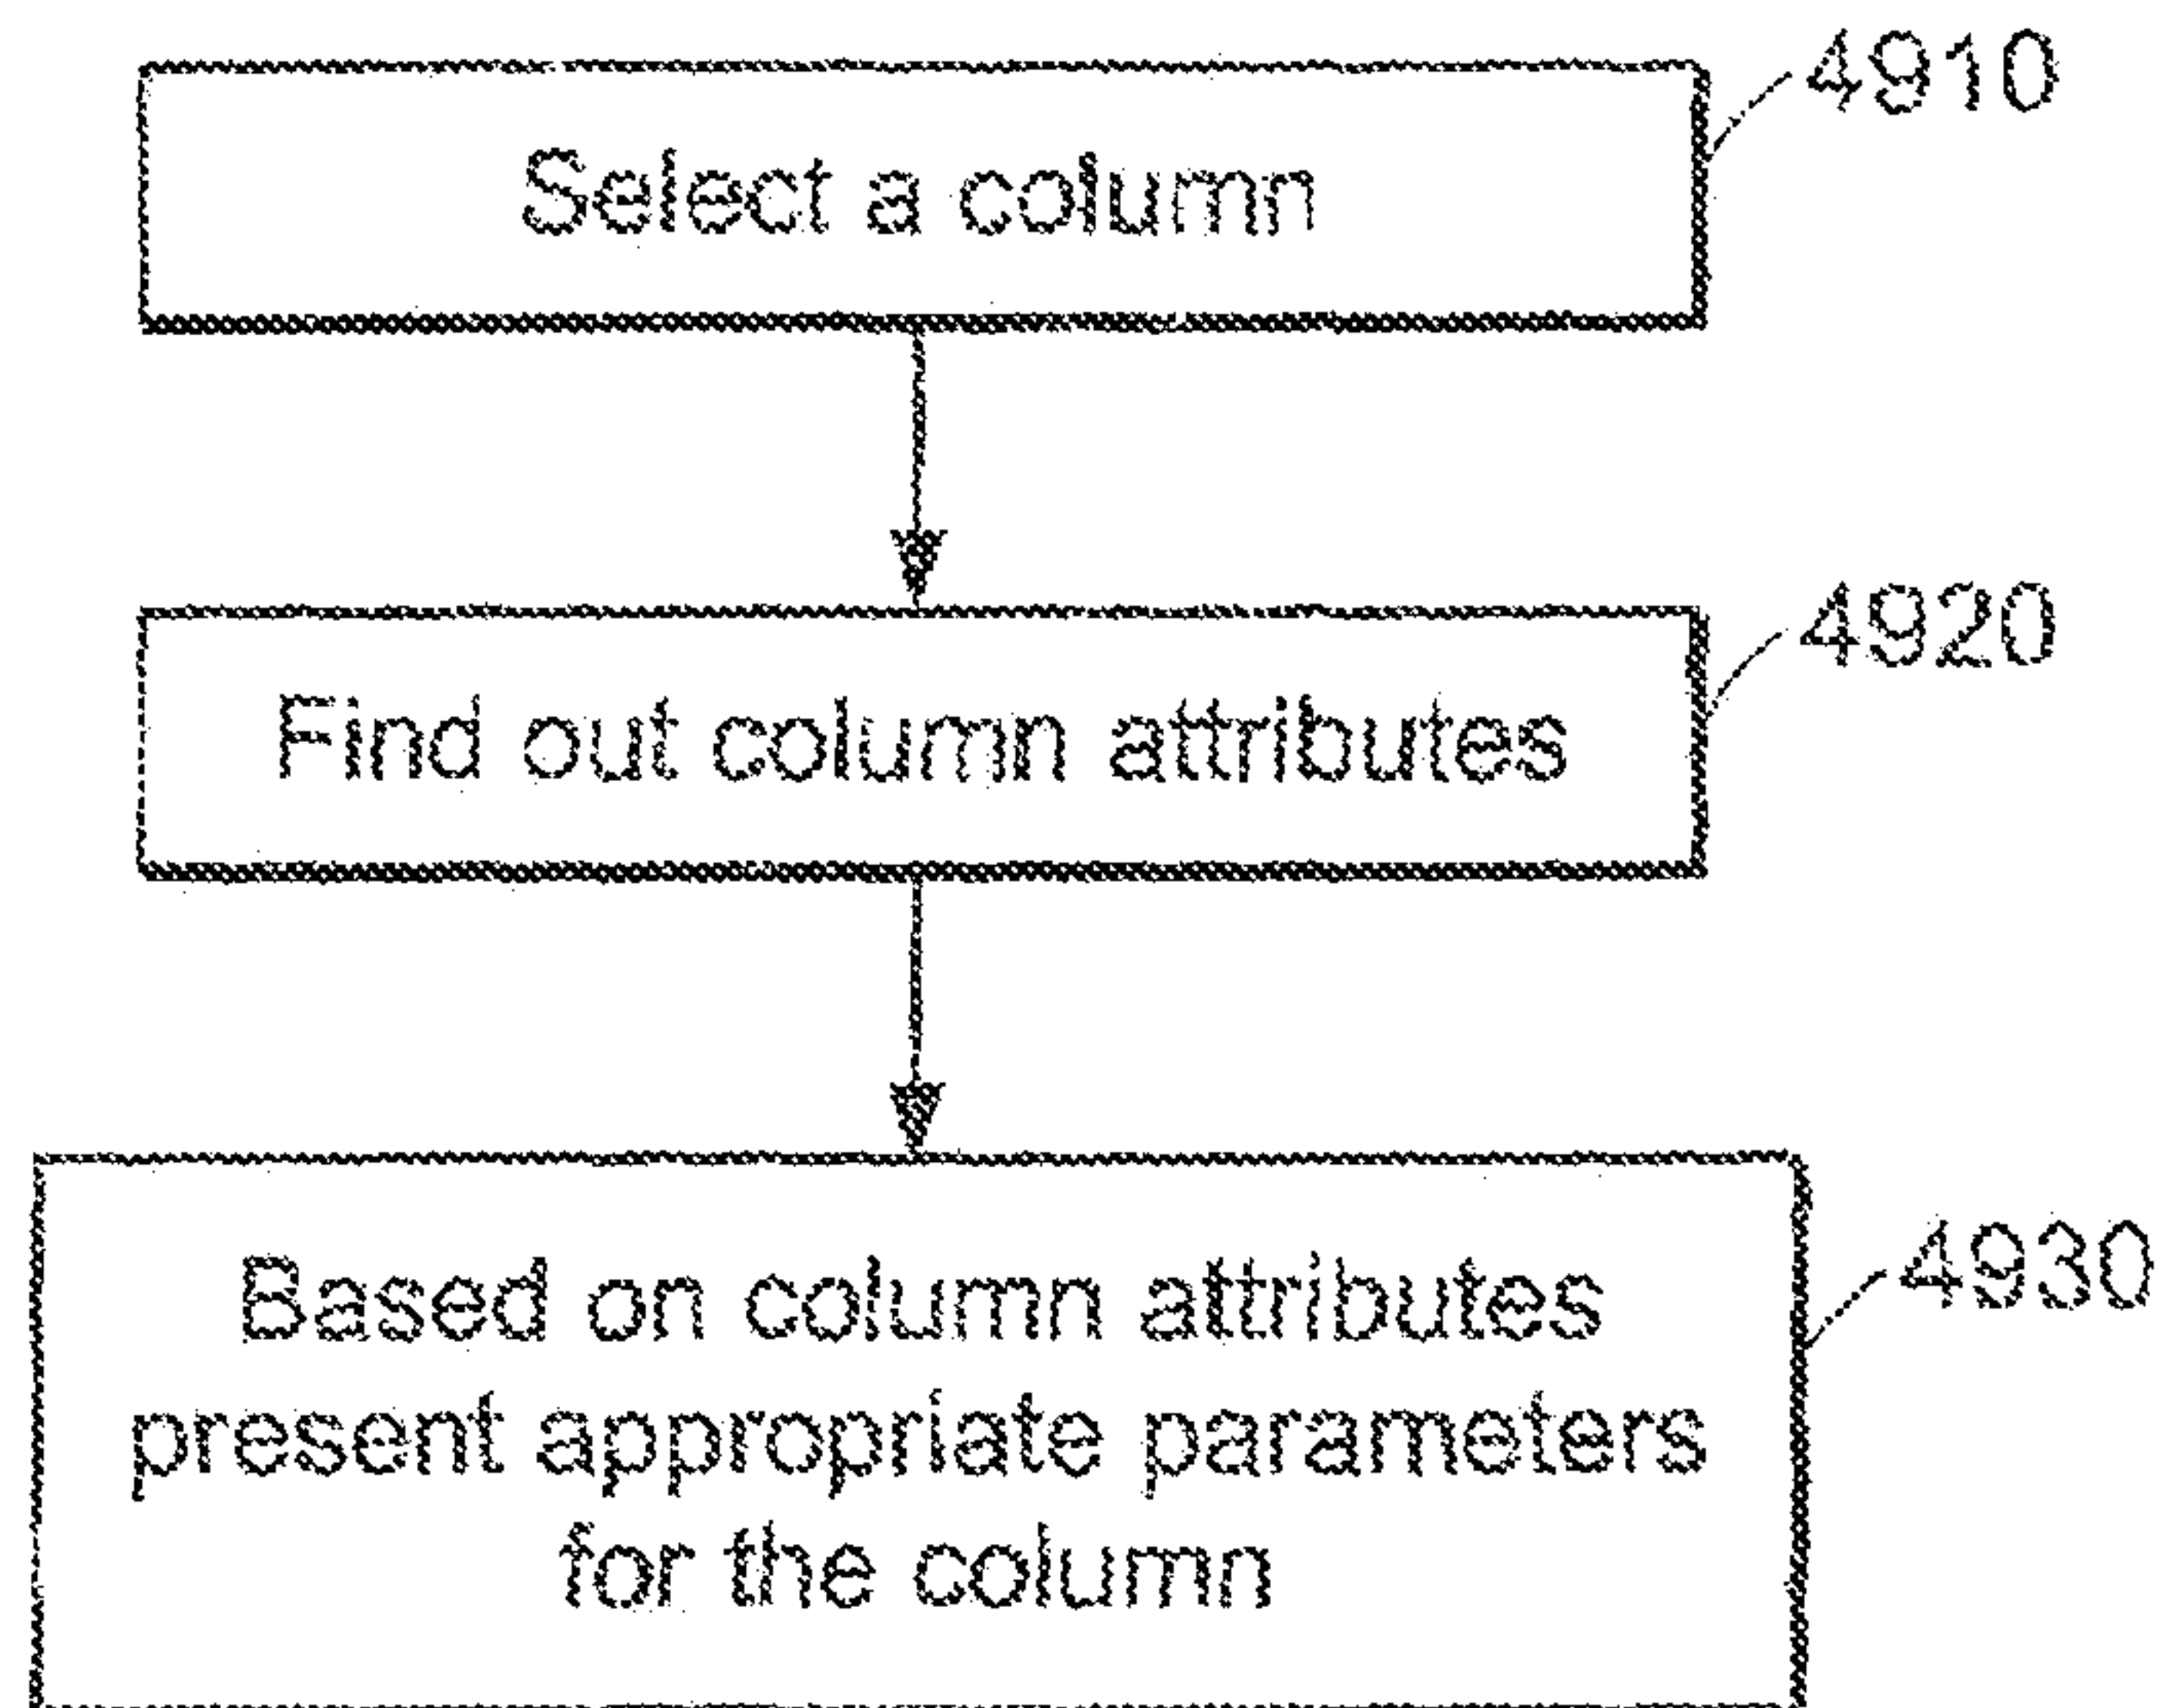 4910
Select a column
4920
Find out column attributes
4930
Based on column attributes
present appropriate parameters
for the column